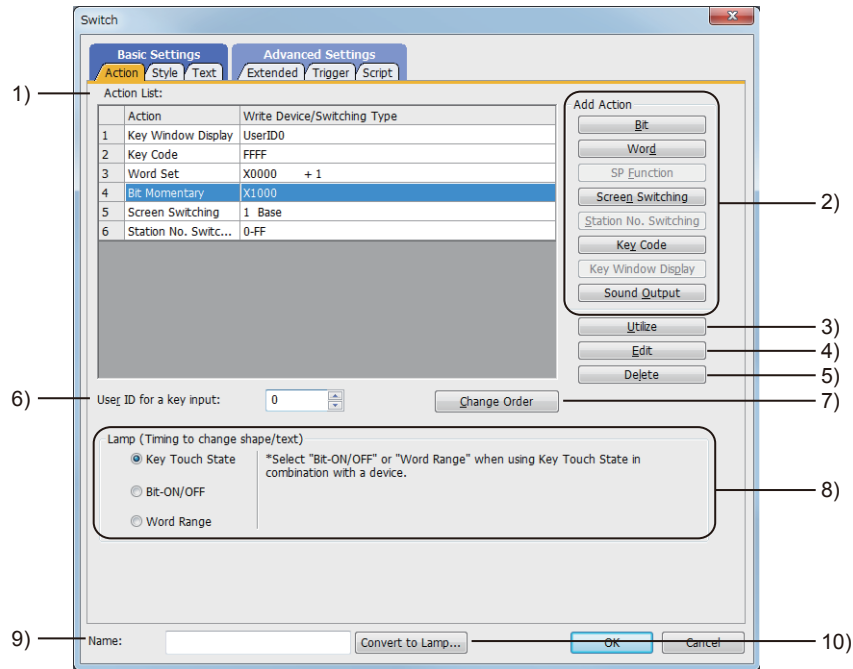 Switch
x
Basic Settings Advanced Settings
Action Style Text Extended Trigger Script
1) Action List:
Action Write Device/Switching Type
1 Key Window Display UserID0
2 Key Code FFFF
3 Word Set X0000 + 1
4 Bit Momentary X1000
5 Screen Switching 1 Base
6 Station No. Switc... 0-FF
Add Action
Bit
Word
SP Function
Screen Switching
Station No. Switching
Key Code
Key Window Display
Sound Output
2)
Utilize 3)
Edit 4)
Delete 5)
6) User ID for a key input: 0 Change Order 7)
Lamp (Timing to change shape/text)
Key Touch State
Bit-ON/OFF
Word Range
*Select "Bit-ON/OFF" or "Word Range" when using Key Touch State in
combination with a device.
8)
9) Name: Convert to Lamp... OK Cancel 10)